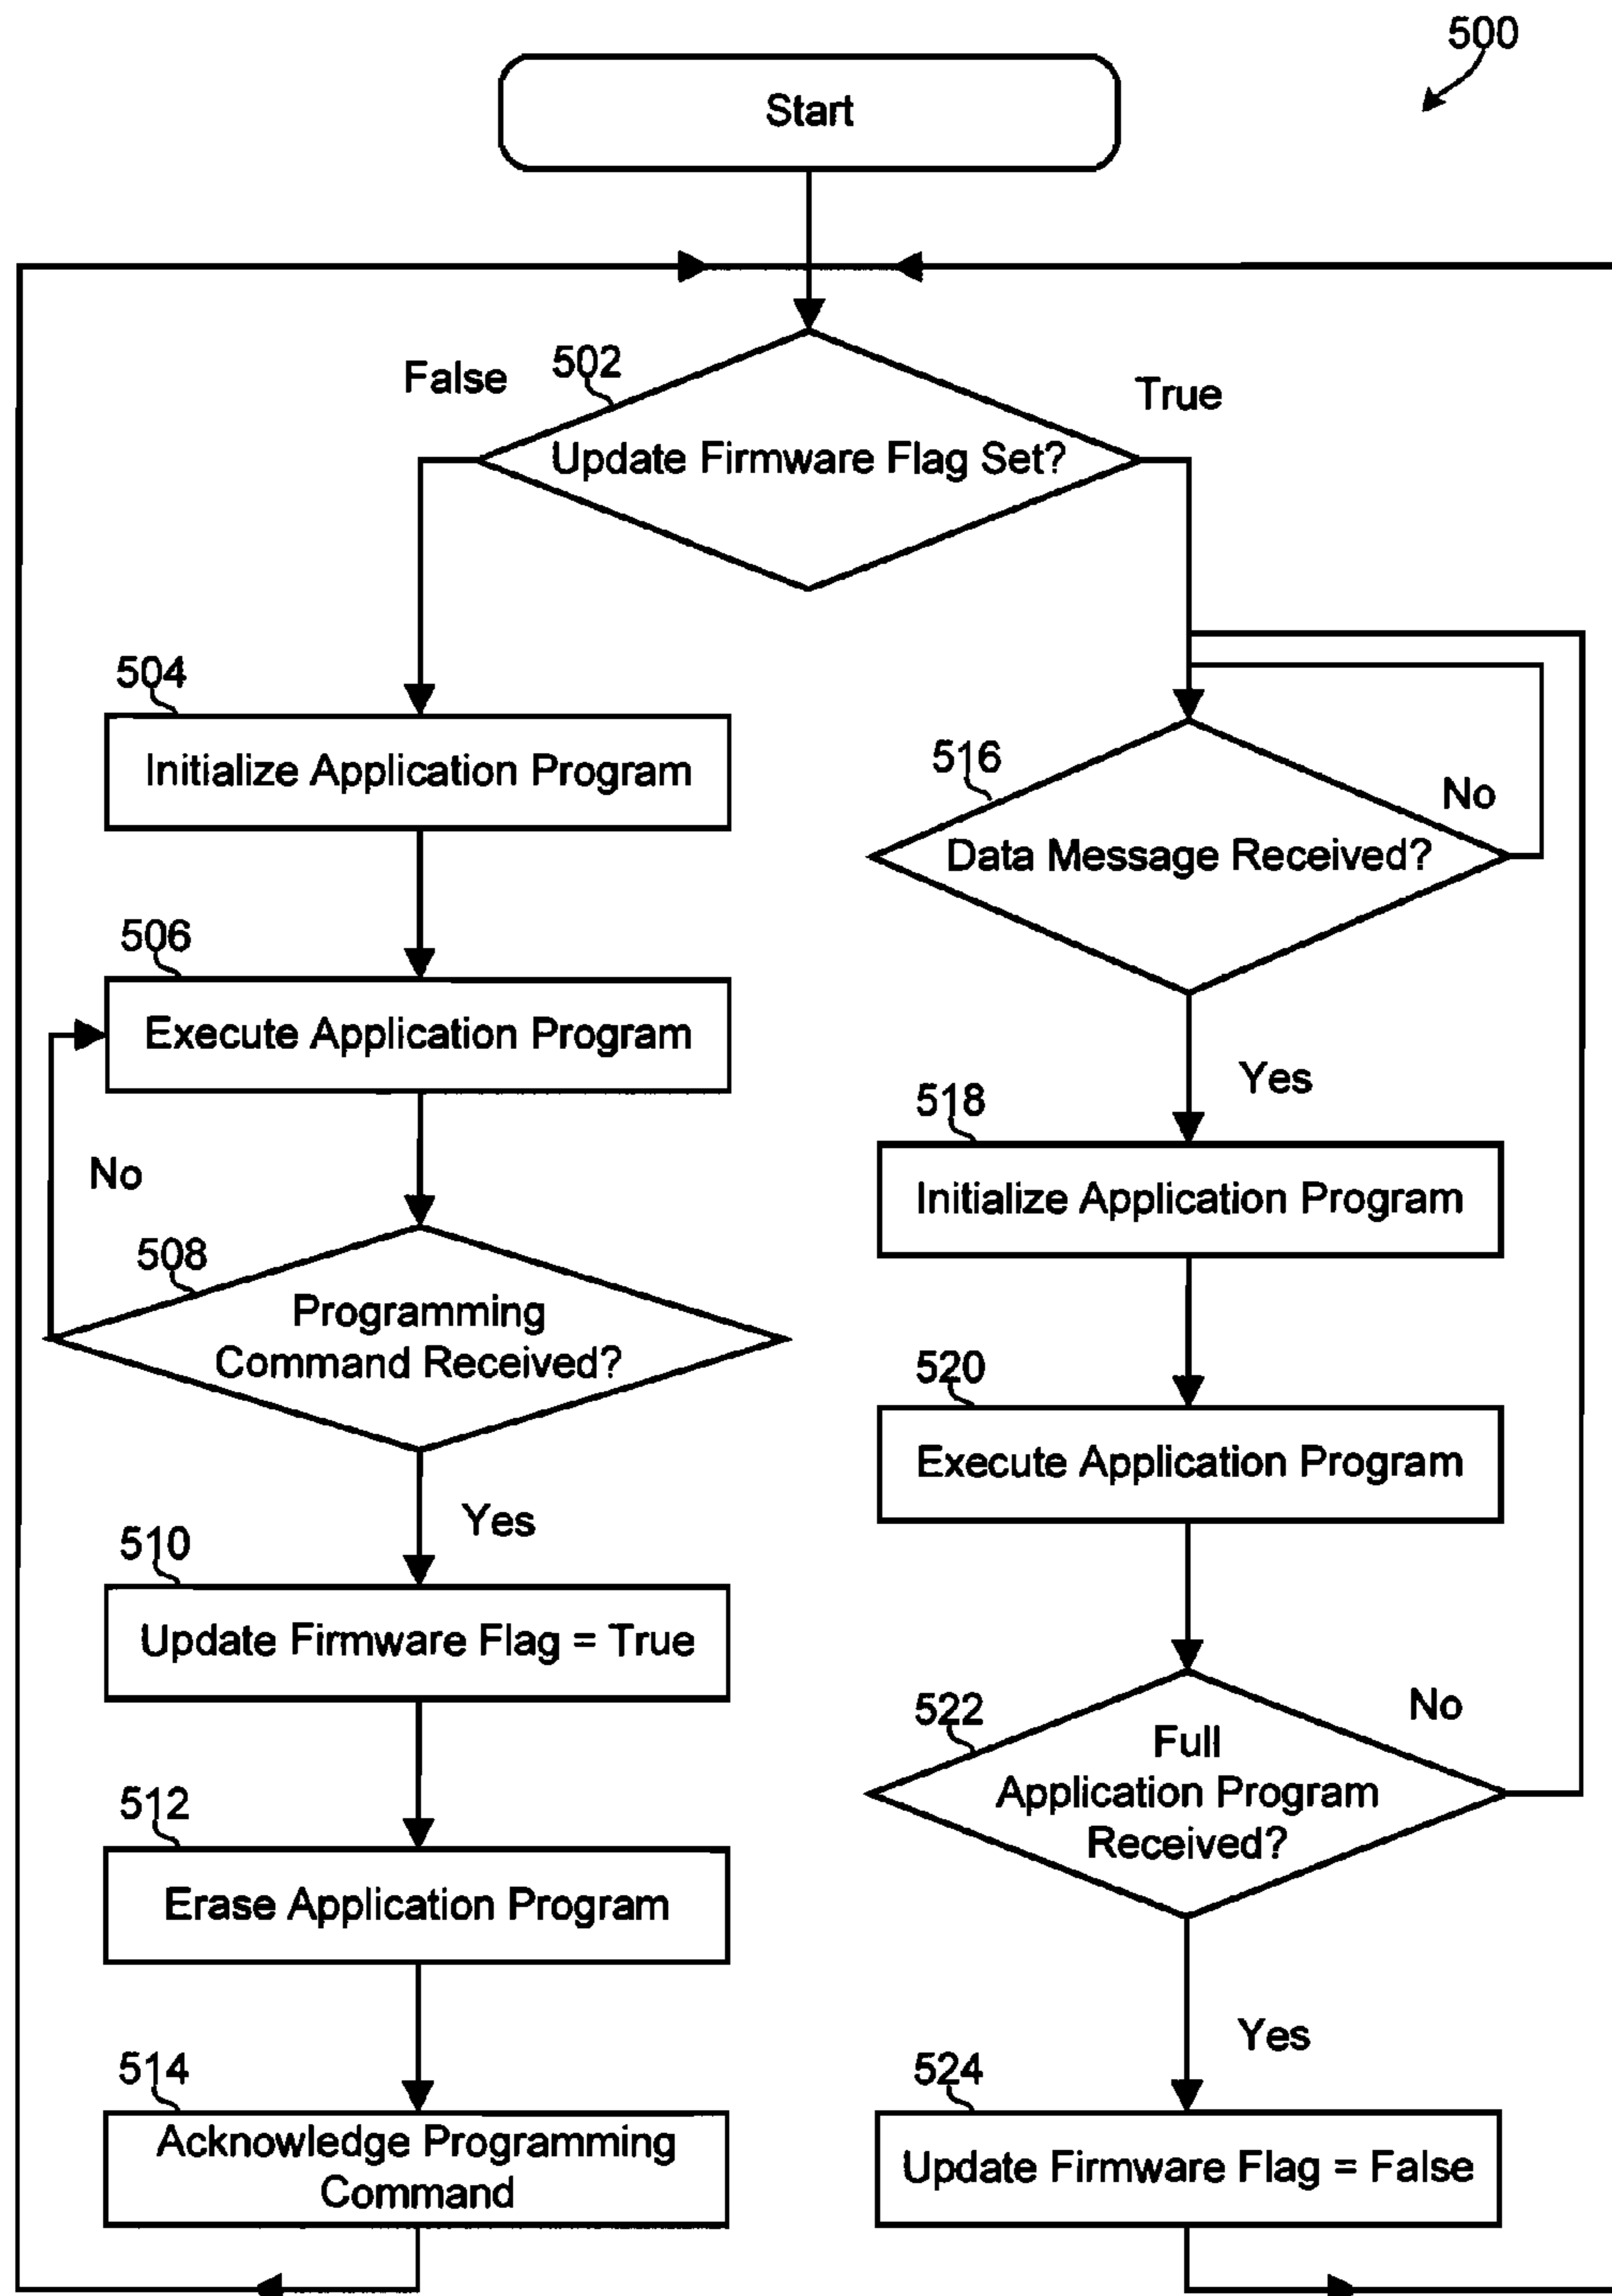 500
Start
False
502
True
Update Firmware Flag Set?
504
Initialize Application Program
516
No
Data Message Received?
506
Execute Application Program
Yes
518
No
Initialize Application Program
508
Programming
Command Received?
520
Execute Application Program
Yes
510
Update Firmware Flag = True
522
No
Full
Application Program
Received?
512
Erase Application Program
Yes
514
524
Acknowledge Programming
Command
Update Firmware Flag = False